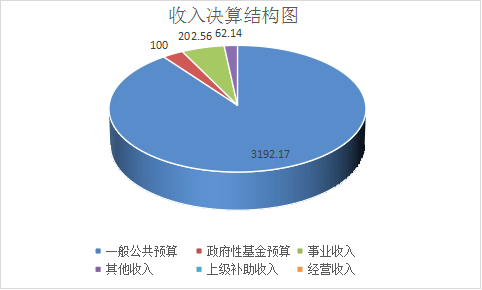 收入决算结构图
62.14
202.56
100
3192.17
一般公共预算 政府性基金预算 事业收入
其他收入 上级补助收入 经营收入